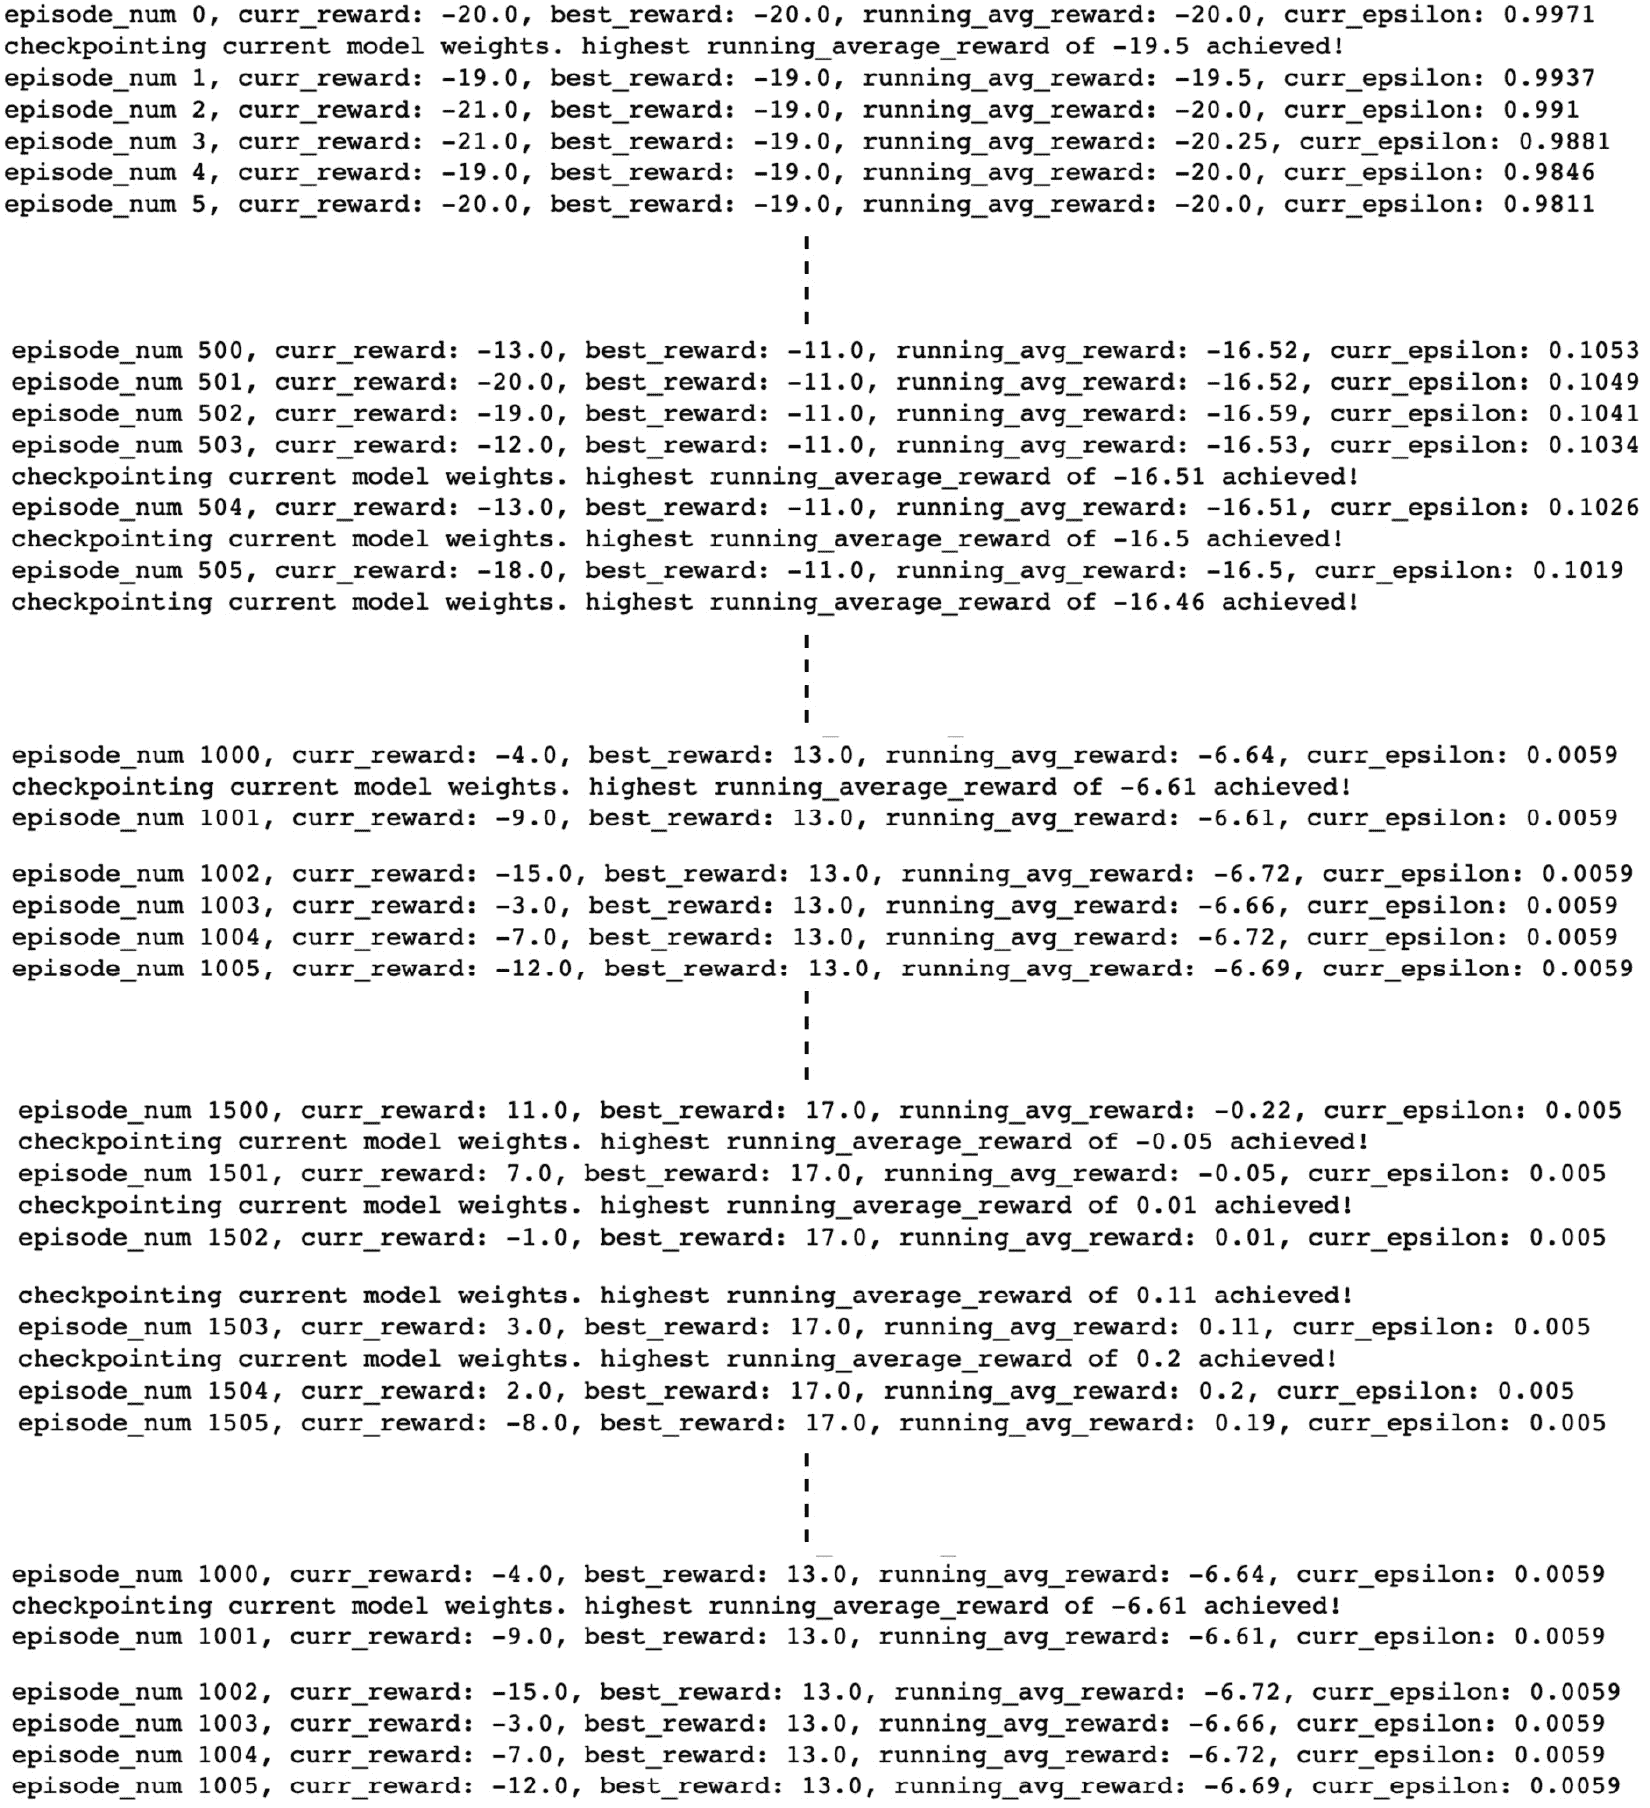 episode_num 0, curr_reward: -20.0, best_reward: -20.0, running_avg_reward: -20.0, curr_epsilon: 0.9971
checkpointing current model weights. highest running_average_reward of -19.5 achieved!
episode_num 1, curr_reward: -19.0, best_reward: -19.0, running_avg_reward: -19.5, curr_epsilon: 0.9937
episode_num 2, curr_reward: -21.0, best_reward: -19.0, running_avg_reward: -20.0, curr_epsilon: 0.991
episode_num 3, curr_reward: -21.0, best_reward: -19.0, running_avg_reward: -20.25, curr_epsilon: 0.9881
episode_num 4, curr_reward: -19.0, best_reward: -19.0, running_avg_reward: -20.0, curr_epsilon: 0.9846
episode_num 5, curr_reward: -20.0, best_reward: -19.0, running_avg_reward: -20.0, curr_epsilon: 0.9811
episode_num 500, curr_reward: -13.0, best_reward: -11.0, running_avg_reward: -16.52, curr_epsilon: 0.1053
episode_num 501, curr_reward: -20.0, best_reward: -11.0, running_avg_reward: -16.52, curr_epsilon: 0.1049
episode_num 502, curr_reward: -19.0, best_reward: -11.0, running_avg_reward: -16.59, curr_epsilon: 0.1041
episode_num 503, curr_reward: -12.0, best_reward: -11.0, running_avg_reward: -16.53, curr_epsilon: 0.1034
checkpointing current model weights. highest running_average_reward of -16.51 achieved!
episode_num 504, curr_reward: -13.0, best_reward: -11.0, running_avg_reward: -16.51, curr_epsilon: 0.1026
checkpointing current model weights. highest running_average_reward of -16.5 achieved!
episode_num 505, curr_reward: -18.0, best_reward: -11.0, running_avg_reward: -16.5, curr_epsilon: 0.1019
checkpointing current model weights. highest running_average_reward of -16.46 achieved!
episode_num 1000, curr_reward: -4.0, best_reward: 13.0, running_avg_reward: -6.64, curr_epsilon: 0.0059
checkpointing current model weights. highest running_average_reward of -6.61 achieved!
episode_num 1001, curr_reward: -9.0, best_reward: 13.0, running_avg_reward: -6.61, curr_epsilon: 0.0059
episode_num 1002, curr_reward: -15.0, best_reward: 13.0, running_avg_reward: -6.72, curr_epsilon: 0.0059
episode_num 1003, curr_reward: -3.0, best_reward: 13.0, running_avg_reward: -6.66, curr_epsilon: 0.0059
episode_num 1004, curr_reward: -7.0, best_reward: 13.0, running_avg_reward: -6.72, curr_epsilon: 0.0059
episode_num 1005, curr_reward: -12.0, best_reward: 13.0, running_avg_reward: -6.69, curr_epsilon: 0.0059
episode_num 1500, curr_reward: 11.0, best_reward: 17.0, running_avg_reward: -0.22, curr_epsilon: 0.005
checkpointing current model weights. highest running_average_reward of -0.05 achieved!
episode_num 1501, curr_reward: 7.0, best_reward: 17.0, running_avg_reward: -0.05, curr_epsilon: 0.005
checkpointing current model weights. highest running_average_reward of 0.01 achieved!
episode_num 1502, curr_reward: -1.0, best_reward: 17.0, running_avg_reward: 0.01, curr_epsilon: 0.005
checkpointing current model weights. highest running_average_reward of 0.11 achieved!
episode_num 1503, curr_reward: 3.0, best_reward: 17.0, running_avg_reward: 0.11, curr_epsilon: 0.005
checkpointing current model weights. highest running_average_reward of 0.2 achieved!
episode_num 1504, curr_reward: 2.0, best_reward: 17.0, running_avg_reward: 0.2, curr_epsilon: 0.005
episode_num 1505, curr_reward: -8.0, best_reward: 17.0, running_avg_reward: 0.19, curr_epsilon: 0.005
episode_num 1000, curr_reward: -4.0, best_reward: 13.0, running_avg_reward: -6.64, curr_epsilon: 0.0059
checkpointing current model weights. highest running_average_reward of -6.61 achieved!
episode_num 1001, curr_reward: -9.0, best_reward: 13.0, running_avg_reward: -6.61, curr_epsilon: 0.0059
episode_num 1002, curr_reward: -15.0, best_reward: 13.0, running_avg_reward: -6.72, curr_epsilon: 0.0059
episode_num 1003, curr_reward: -3.0, best_reward: 13.0, running_avg_reward: -6.66, curr_epsilon: 0.0059
episode_num 1004, curr_reward: -7.0, best_reward: 13.0, running_avg_reward: -6.72, curr_epsilon: 0.0059
episode_num 1005, curr_reward: -12.0, best_reward: 13.0, running_avg_reward: -6.69, curr_epsilon: 0.0059